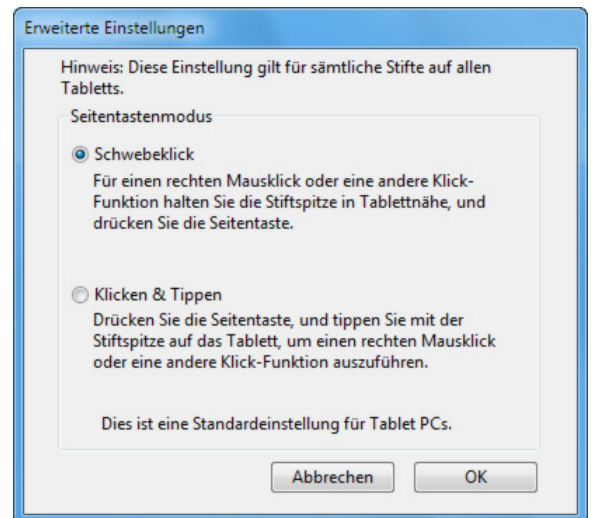 Erweiterte Einstellungen
Hinweis: Diese Einstellung gilt für sämtliche Stifte auf allen
Tabletts.
Seitentastenmodus
Schwebeklick
Für einen rechten Mausklick oder eine andere Klick-
Funktion halten Sie die Stiftspitze in Tablettnähe, und
drücken Sie die Seitentaste.
Klicken & Tippen
Drücken Sie die Seitentaste, und tippen Sie mit der
Stiftspitze auf das Tablett, um einen rechten Mausklick
oder eine andere Klick-Funktion auszuführen.
Dies ist eine Standardeinstellung für Tablet PCs.
Abbrechen OK